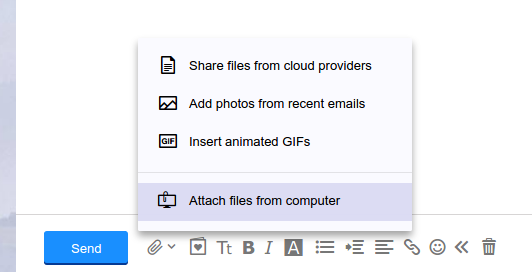 Share files from cloud providers
Add photos from recent emails
GIF Insert animated GIFs
Attach files from computer
Send Tt B I A